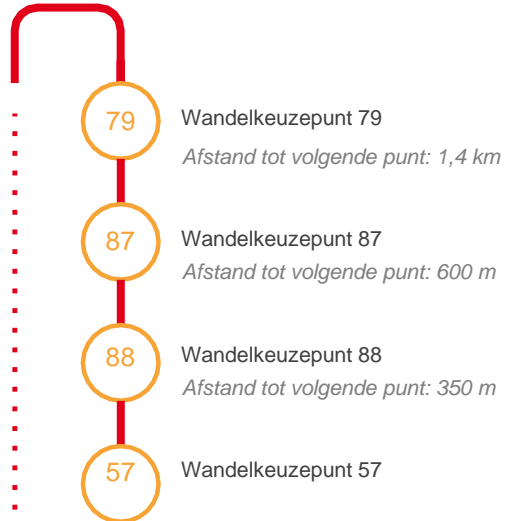 79
Wandelkeuzepunt 79
Afstand tot volgende punt: 1,4 km
87
Wandelkeuzepunt 87
Afstand tot volgende punt: 600 m
88
Wandelkeuzepunt 88
Afstand tot volgende punt: 350 m
57
Wandelkeuzepunt 57